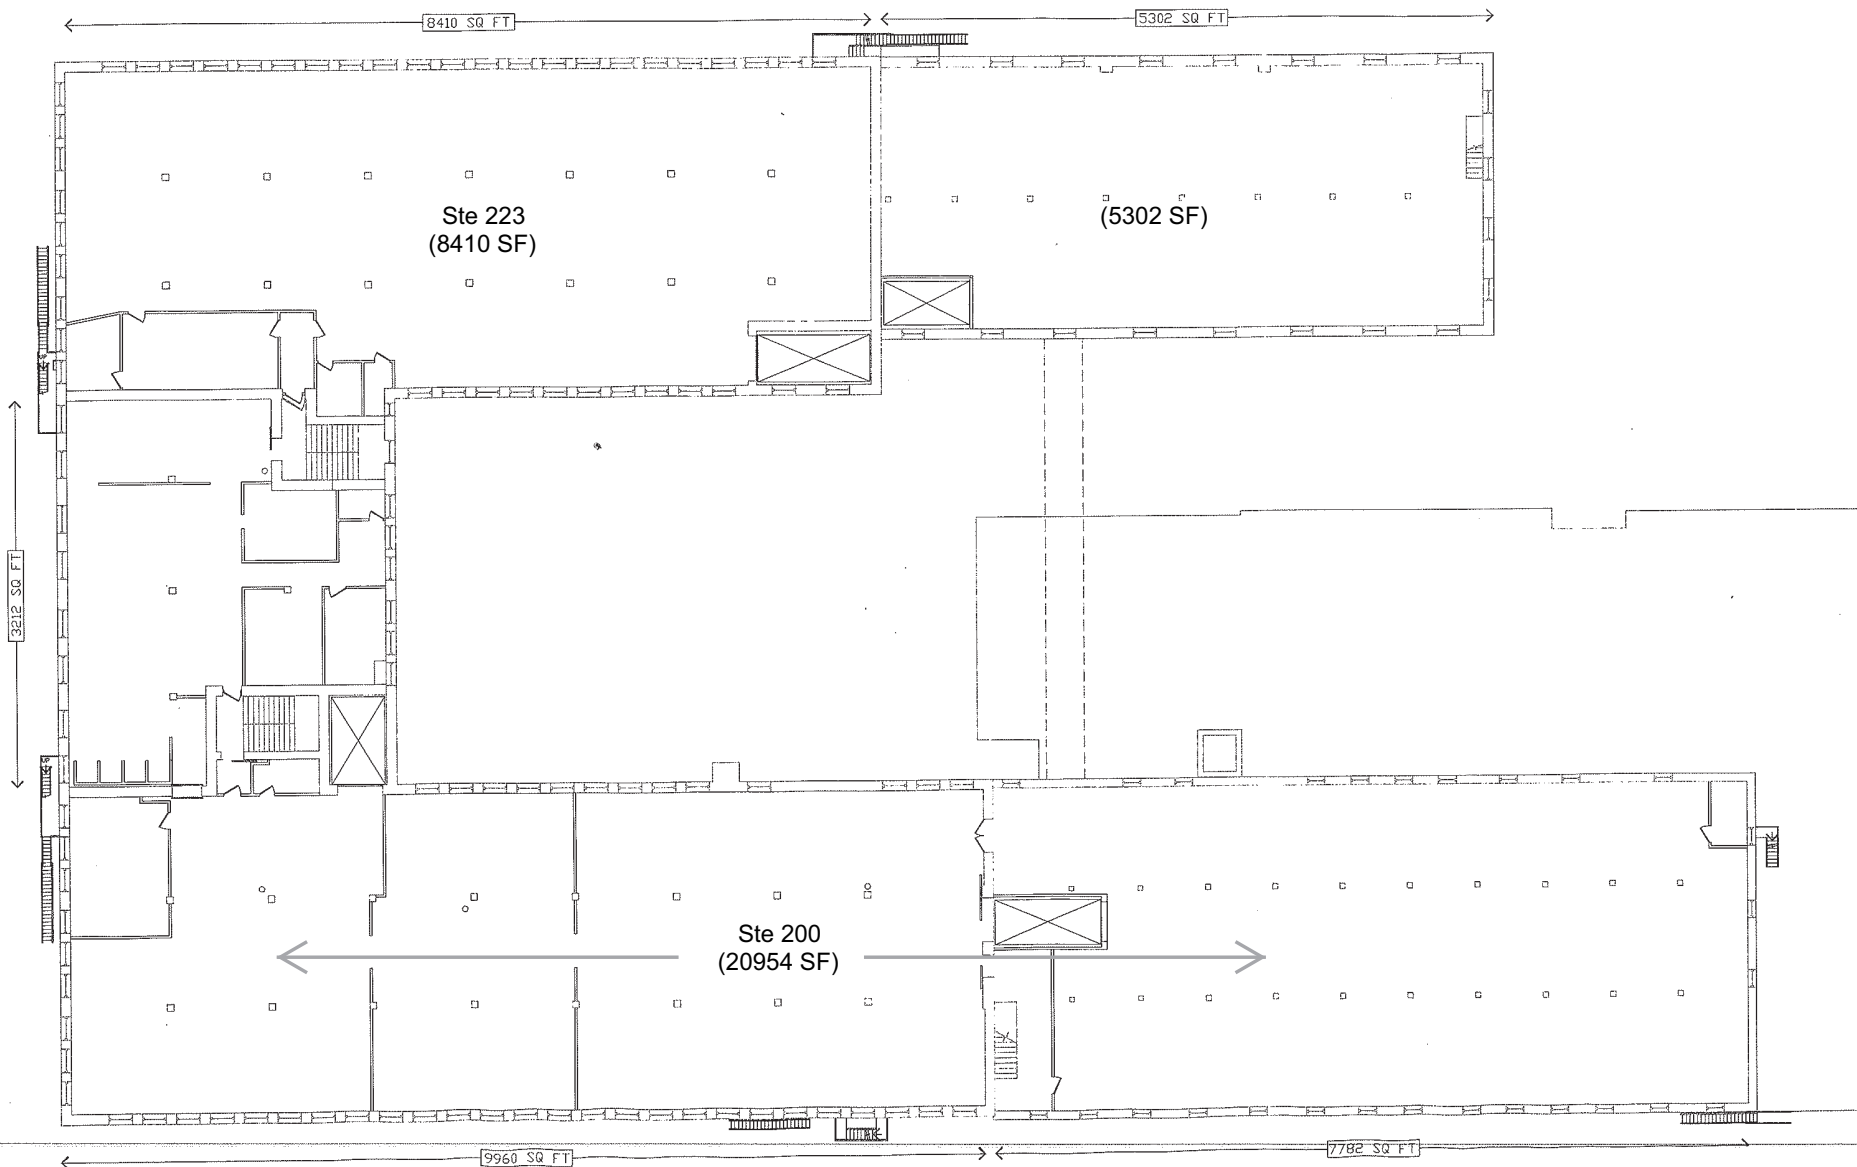 8410 SQ FT
5302 SQ FT
Ste 223
(8410 SF)
(5302 SF)
3212 SQ FT
Ste 200
(20954 SF)
9960 SQ FT
7782 SQ FT